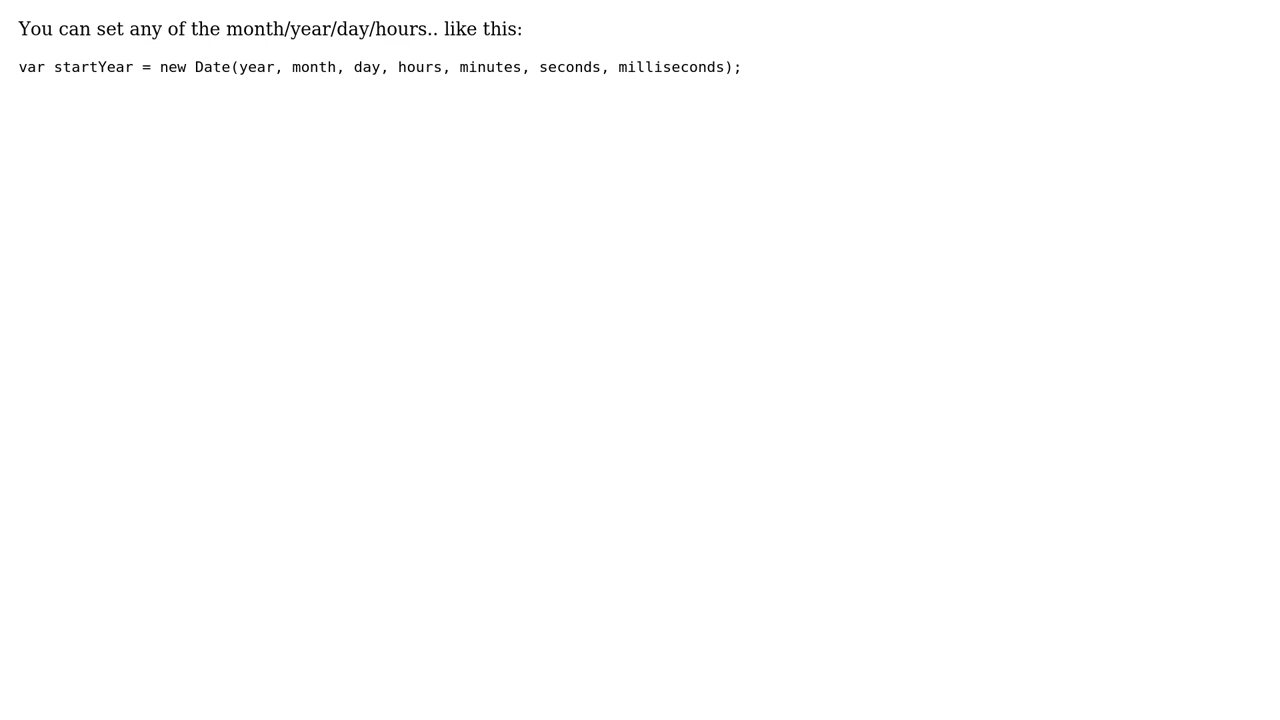 You can set any of the month/year/day/hours.. like this:
var startYear = new Date(year, month, day, hours, minutes, seconds, milliseconds);